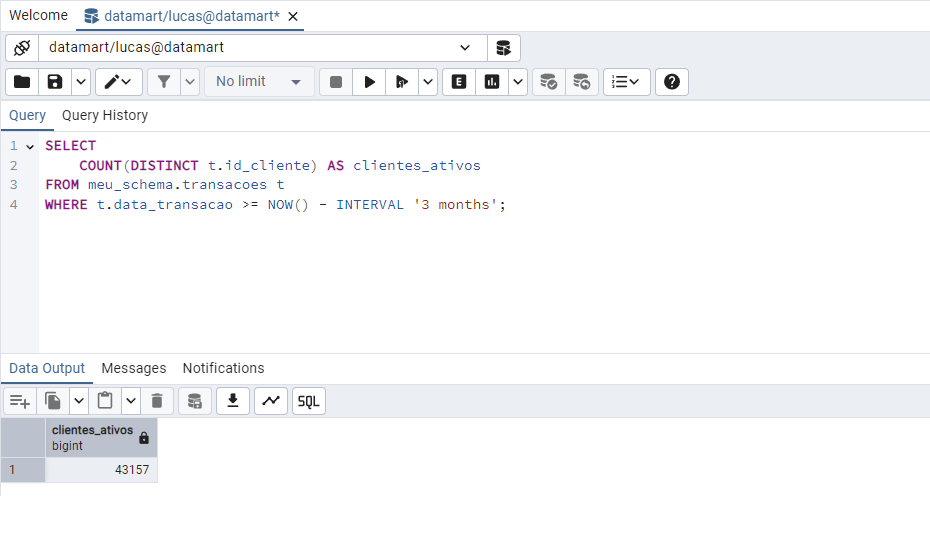 Welcome datamart/lucas@datamart*
datamart/lucas@datamart
No limit E
Query Query History
1 SELECT
2 COUNT(DISTINCT t.id_cliente) AS clientes_ativos
3 FROM meu_schema.transacoes t
4 WHERE t.data_transacao >= NOW() - INTERVAL '3 months';
Data Output Messages Notifications
SQL
clientes_ativos
bigint
1 43157